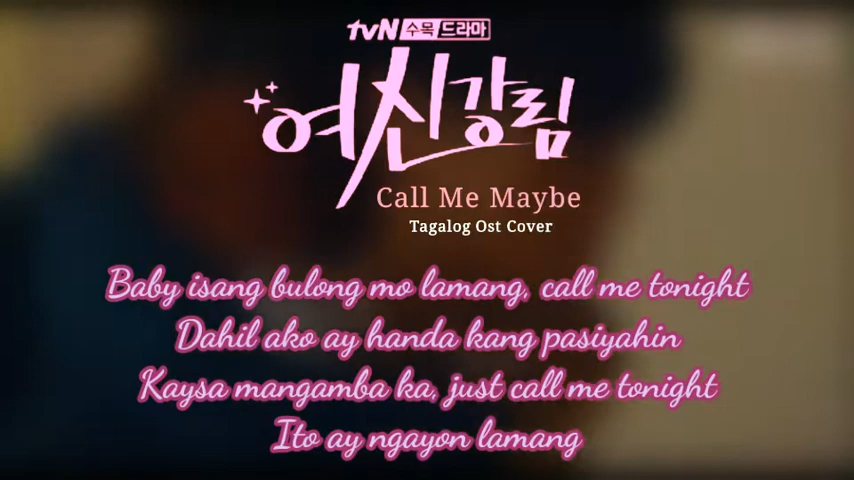 tvN 수목 드라마
여신강림
Call Me Maybe
Tagalog Ost Cover
Baby isang bulong mo lamang, call me tonight
Dahil ako ay handa kang pasiyahin
Kaysa mangamba ka, just call me tonight
Ito ay ngayon lamang